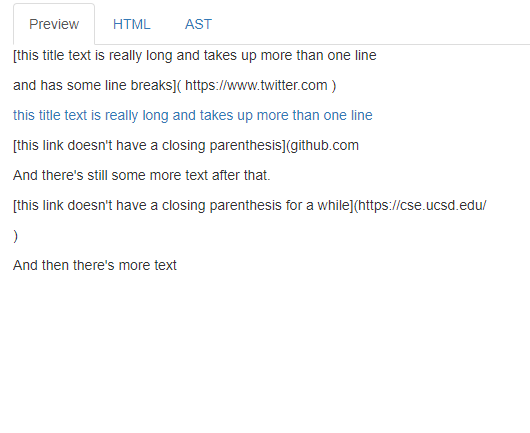 Preview HTML AST
[this title text is really long and takes up more than one line
and has some line breaks]( https://www.twitter.com )
this title text is really long and takes up more than one line
[this link doesn't have a closing parenthesis](github.com
And there's still some more text after that.
[this link doesn't have a closing parenthesis for a while](https://cse.ucsd.edu/
)
And then there's more text